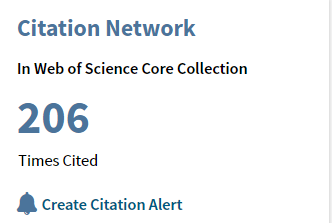 Citation Network
In Web of Science Core Collection
206
Times Cited
Create Citation Alert